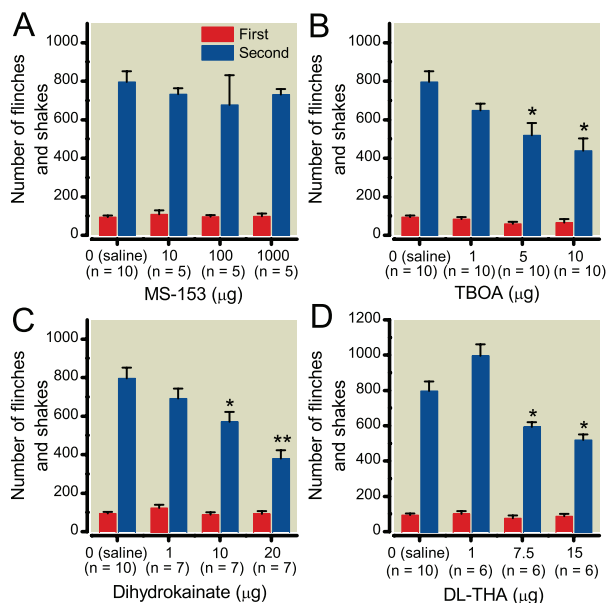 A
First
Second
Number of flinches
and shakes
1000
800
600
400
200
0
0 (saline) 10 100 1000
(n = 10) (n = 5) (n = 5) (n = 5)
MS-153 (μg)
B
Number of flinches
and shakes
1000
800
600
400
200
0
* *
0 (saline) 1 5 10
(n = 10) (n = 10) (n = 10) (n = 10)
TBOA (μg)
C
Number of flinches
and shakes
1000
800
600
400
200
0
* **
0 (saline) 1 10 20
(n = 10) (n = 7) (n = 7) (n = 7)
Dihydrokainate (μg)
D
Number of flinches
and shakes
1200
1000
800
600
400
200
0
* *
0 (saline) 1 7.5 15
(n = 10) (n = 6) (n = 6) (n = 6)
DL-THA (μg)